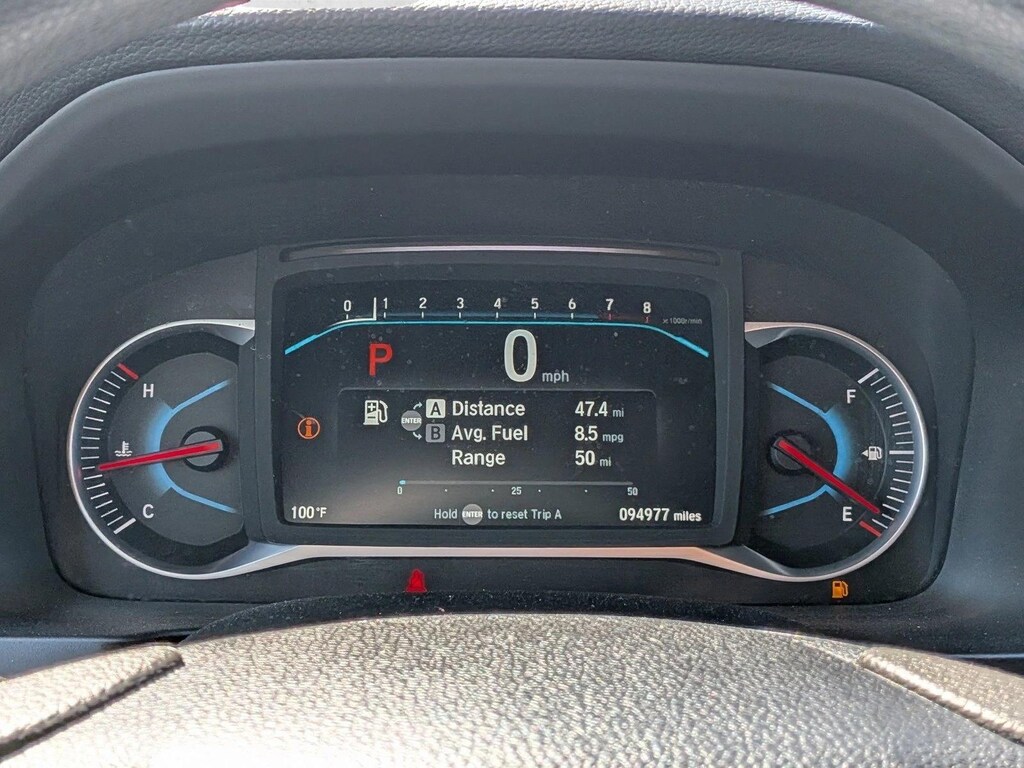 0 1 2 3 4 5 6 7 8
x1000r/min
P 0 mph
H F
ENTER A Distance 47.4 mi
B Avg. Fuel 8.5 mpg
Range 50 mi
0 25 50
C E
100°F Hold ENTER to reset Trip A 094977 miles